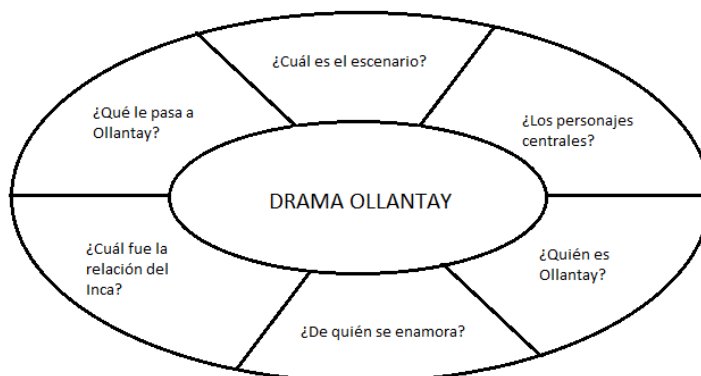 ¿Cuál es el escenario?
¿Qué le pasa a
Ollantay?
¿Los personajes
centrales?
DRAMA OLLANTAY
¿Cuál fue la
relación del
Inca?
¿Quién es
Ollantay?
¿De quién se enamora?